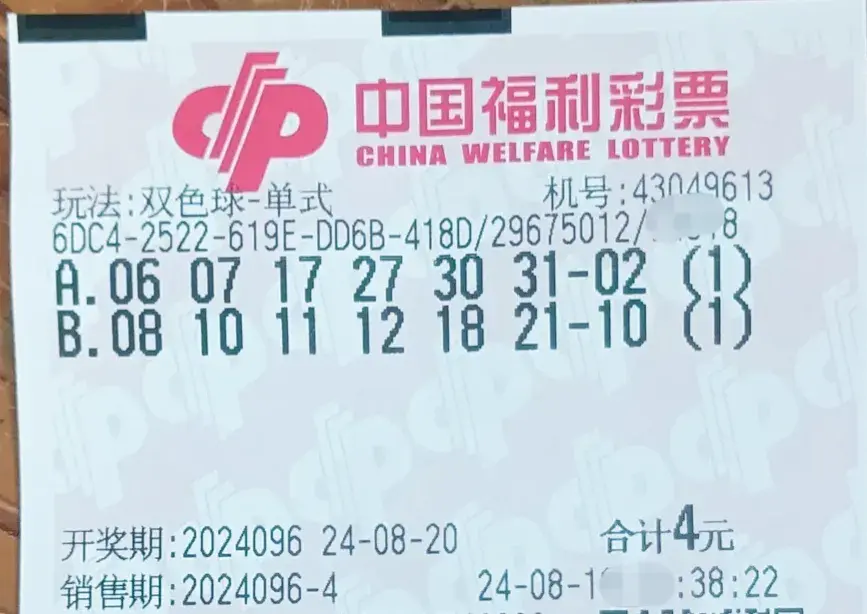 中国福利彩票
CHINA WELFARE LOTTERY
玩法:双色球-单式 机号:43049613
6DC4-2522-619E-DD6B-418D/29675012/ 8
A.06 07 17 27 30 31-02 (1)
B.08 10 11 12 18 21-10 (1)
开奖期:2024096 24-08-20 合计4元
销售期:2024096-4 24-08-1 :38:22